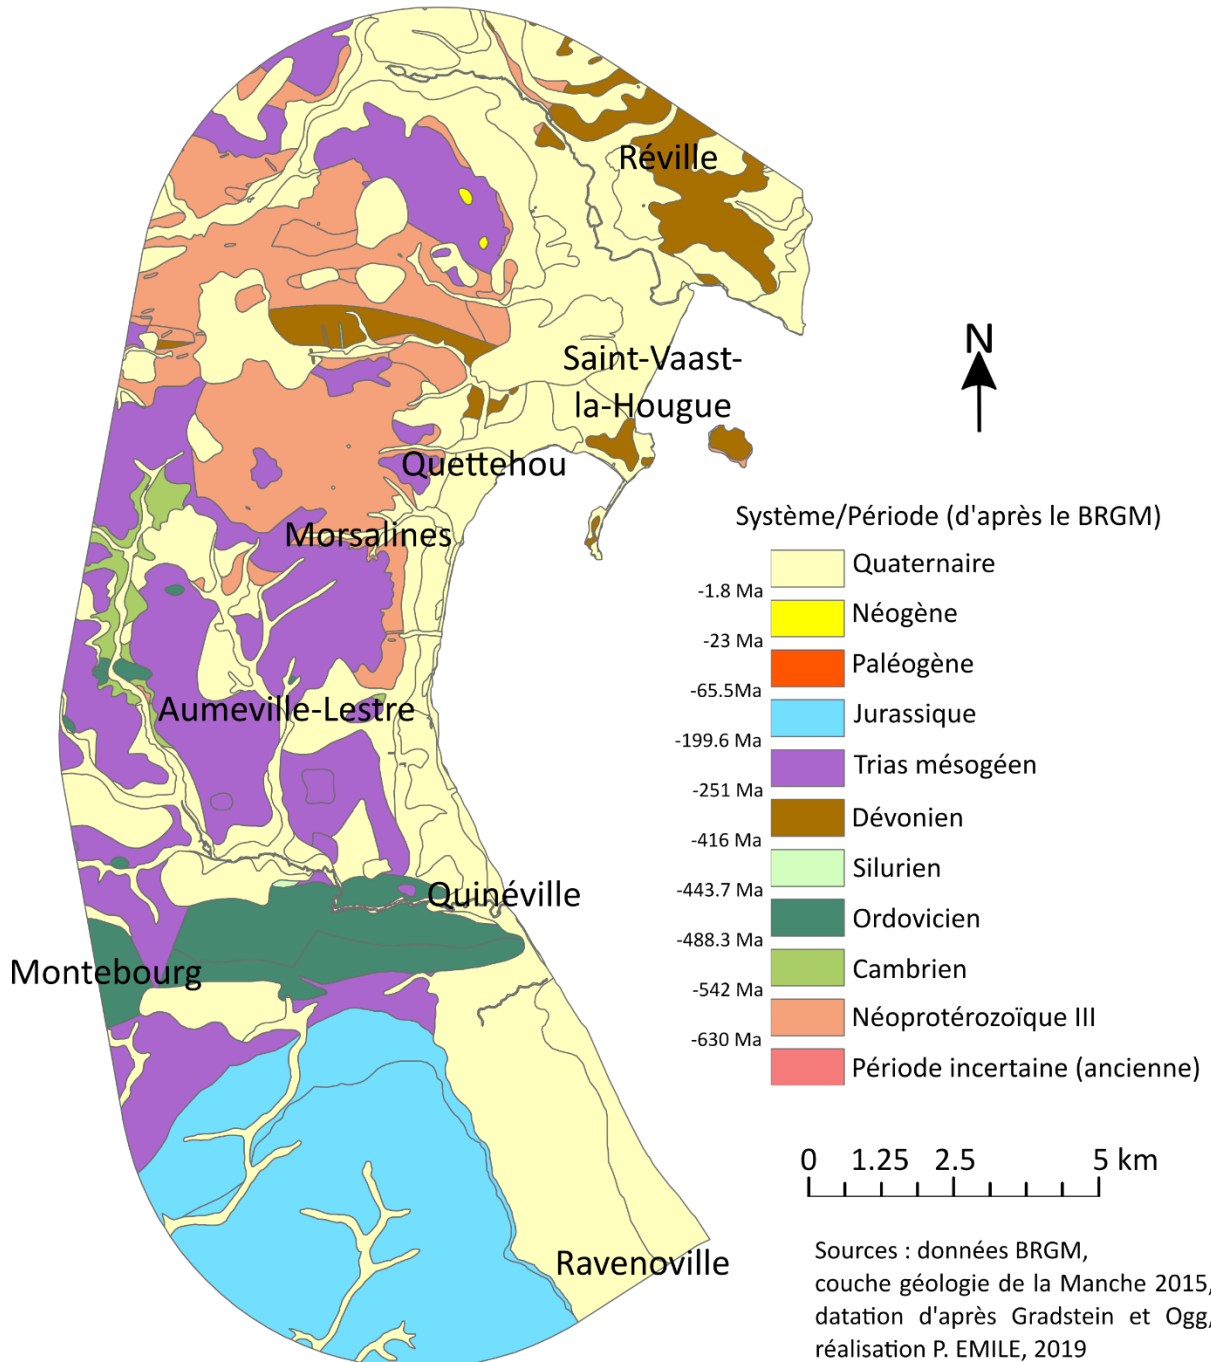 Réville
N
Saint-Vaast-
la-Hougue
Quettehou
Morsalines
Aumeville-Lestre
Quinéville
Montebourg
Ravenoville
Système/Période (d'après le BRGM)
Quaternaire
-1.8 Ma
Néogène
-23 Ma
Paléogène
-65.5Ma
Jurassique
-199.6 Ma
Trias mésogéen
-251 Ma
Dévonien
-416 Ma
Silurien
-443.7 Ma
Ordovicien
-488.3 Ma
Cambrien
-542 Ma
Néoprotérozoïque III
-630 Ma
Période incertaine (ancienne)
0 1.25 2.5 5 km
Sources : données BRGM,
couche géologie de la Manche 2015,
datation d'après Gradstein et Ogg,
réalisation P. EMILE, 2019